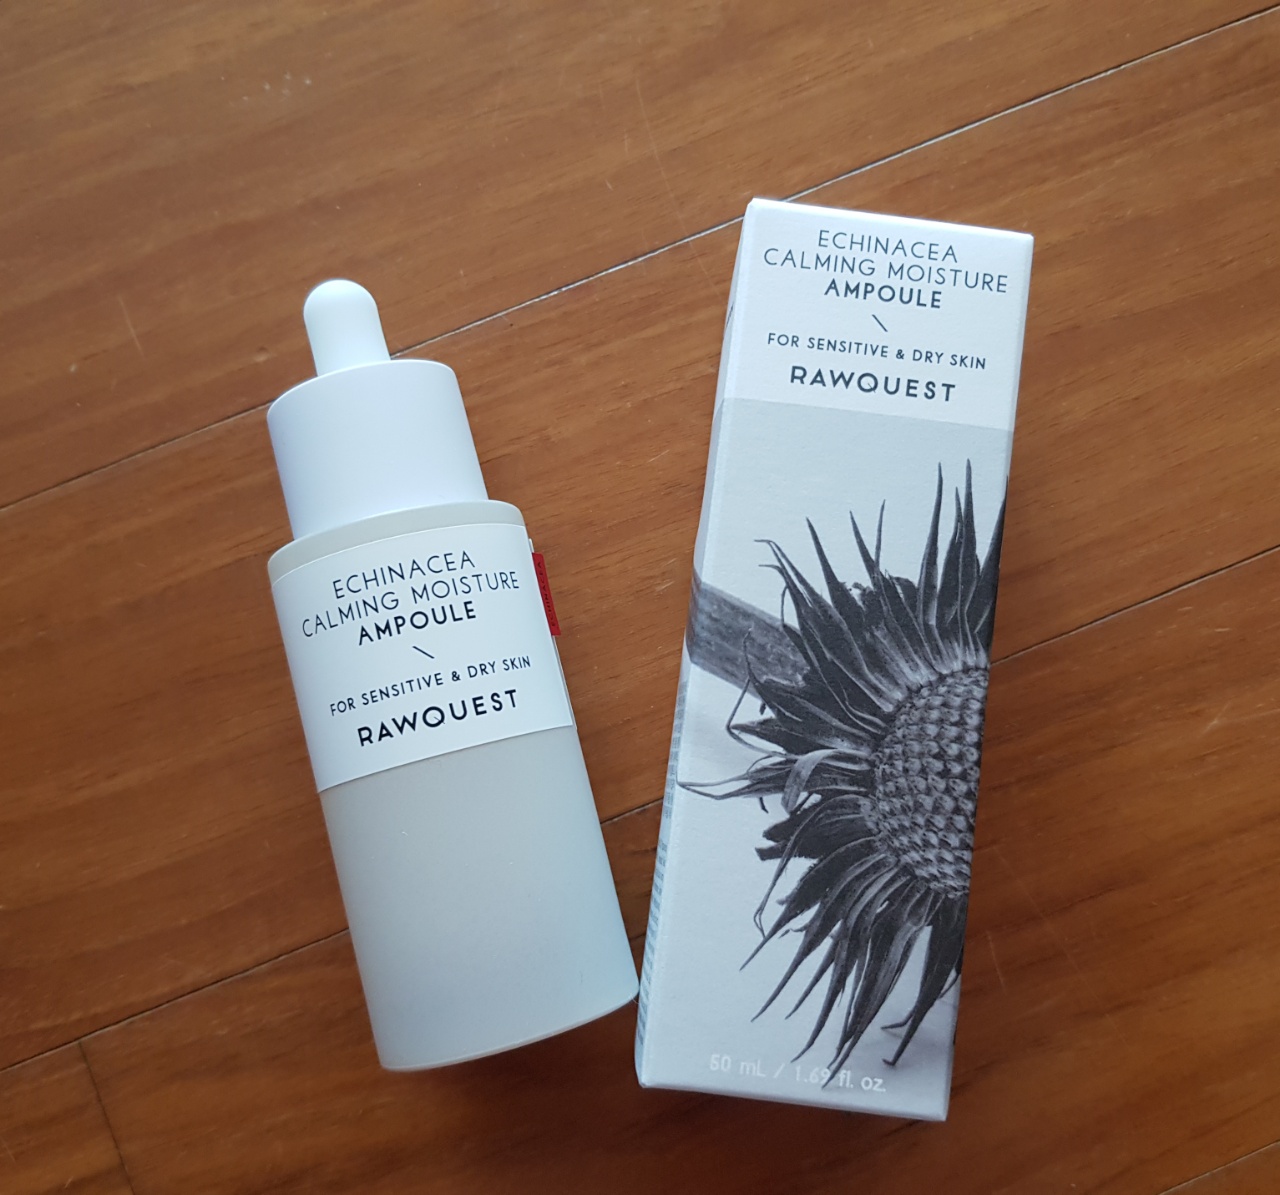 ECHINACEA
CALMING MOISTURE
AMPOULE
\
FOR SENSITIVE & DRY SKIN
RAWQUEST
ECHINACEA
CALMING MOISTURE
AMPOULE
\
FOR SENSITIVE & DRY SKIN
RAWQUEST
50 mL / 1.69 fl. oz.